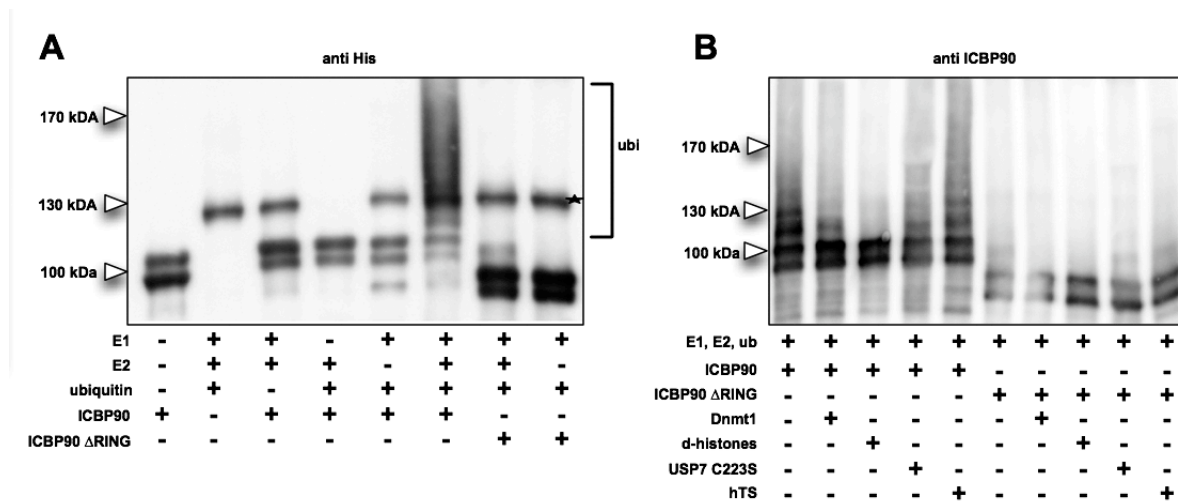 A
anti His
170 kDA
ubi
130 kDA
100 kDa
E1 - + + - + + + +
E2 - + + + - + + -
ubiquitin - + - + + + + +
ICBP90 + - + + + + - -
ICBP90 ΔRING - - - - - - + +
B
anti ICBP90
170 kDA
130 kDA
100 kDa
E1, E2, ub + + + + + + + + + +
ICBP90 + + + + + - - - - -
ICBP90 ΔRING - - - - - + + + + +
Dnmt1 - + - - - - + - - -
d-histones - - + - - - - + - -
USP7 C223S - - - + - - - - + -
hTS - - - - + - - - - +